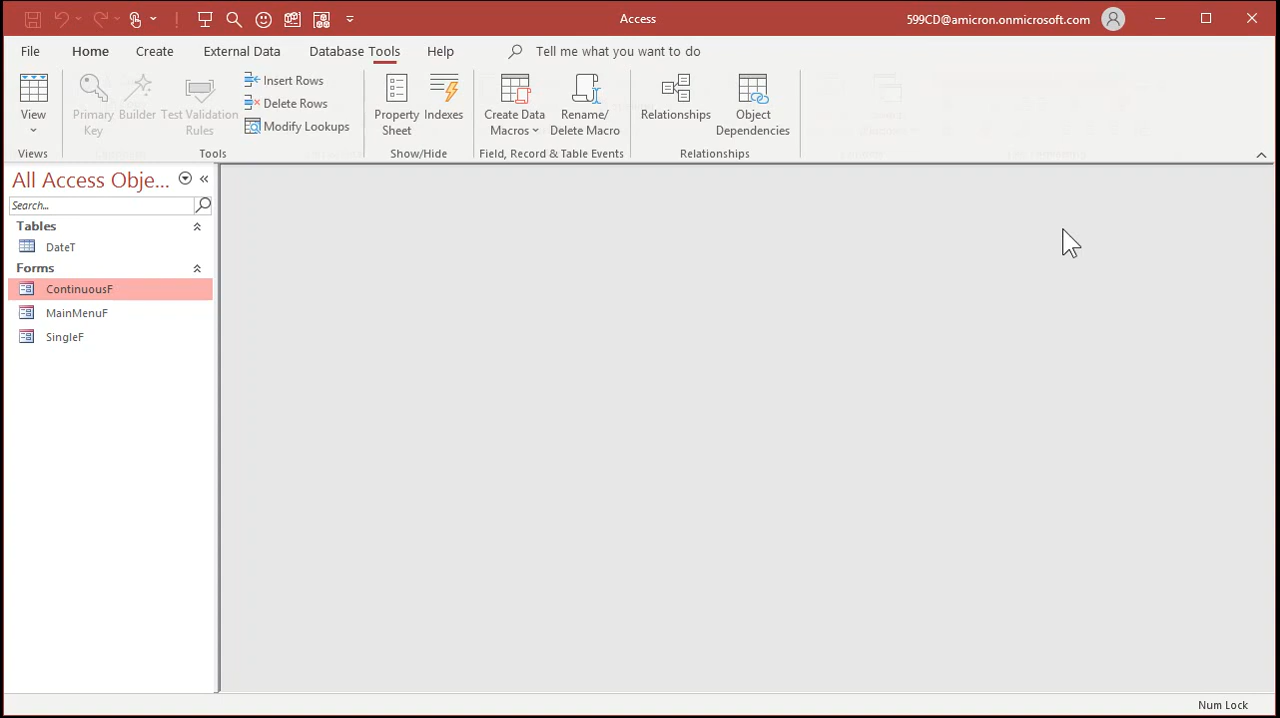 Access
599CD@amicron.onmicrosoft.com
File Home Create External Data Database Tools Help Tell me what you want to do
View
Primary Key
Builder
Test Validation Rules
Insert Rows
Delete Rows
Modify Lookups
Property Sheet
Indexes
Create Data Macros
Rename/ Delete Macro
Relationships
Object Dependencies
Views
Tools
Show/Hide
Field, Record & Table Events
Relationships
All Access Obje...
Search...
Tables
DateT
Forms
ContinuousF
MainMenuF
SingleF
Num Lock